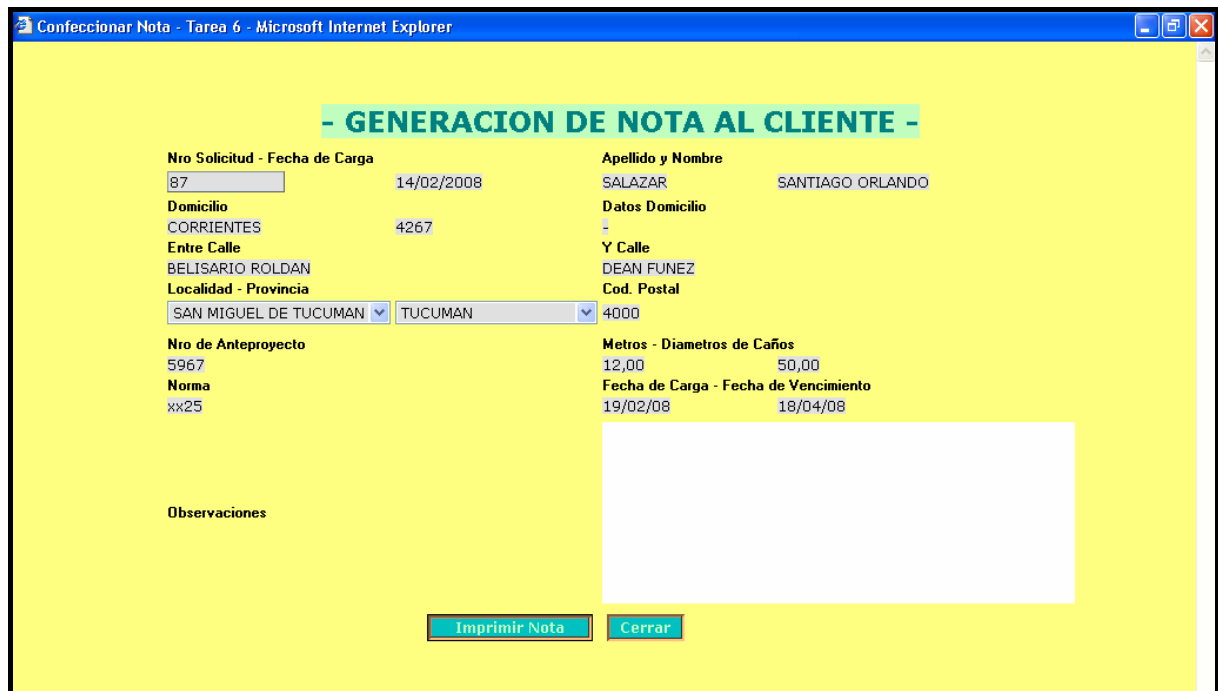 Confeccionar Nota - Tarea 6 - Microsoft Internet Explorer
- GENERACION DE NOTA AL CLIENTE -
Nro Solicitud - Fecha de Carga Apellido y Nombre
87 14/02/2008 SALAZAR SANTIAGO ORLANDO
Domicilio Datos Domicilio
CORRIENTES 4267 -
Entre Calle Y Calle
BELISARIO ROLDAN DEAN FUNEZ
Localidad - Provincia Cod. Postal
SAN MIGUEL DE TUCUMAN TUCUMAN 4000
Nro de Anteproyecto Metros - Diametros de Caños
5967 12,00 50,00
Norma Fecha de Carga - Fecha de Vencimiento
xx25 19/02/08 18/04/08
Observaciones
Imprimir Nota Cerrar